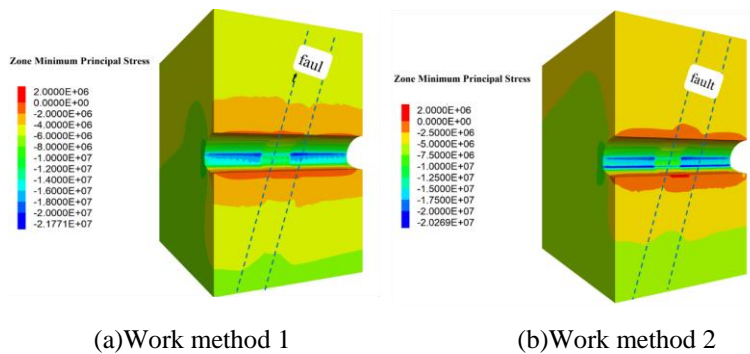 Zone Minimum Principal Stress
2.0000E+06
0.0000E+00
-2.0000E+06
-4.0000E+06
-6.0000E+06
-8.0000E+06
-1.0000E+07
-1.2000E+07
-1.4000E+07
-1.6000E+07
-1.8000E+07
-2.0000E+07
-2.1771E+07
faul
Zone Minimum Principal Stress
2.0000E+06
0.0000E+00
-2.5000E+06
-5.0000E+06
-7.5000E+06
-1.0000E+07
-1.2500E+07
-1.5000E+07
-1.7500E+07
-2.0000E+07
-2.0269E+07
fault
(a)Work method 1
(b)Work method 2